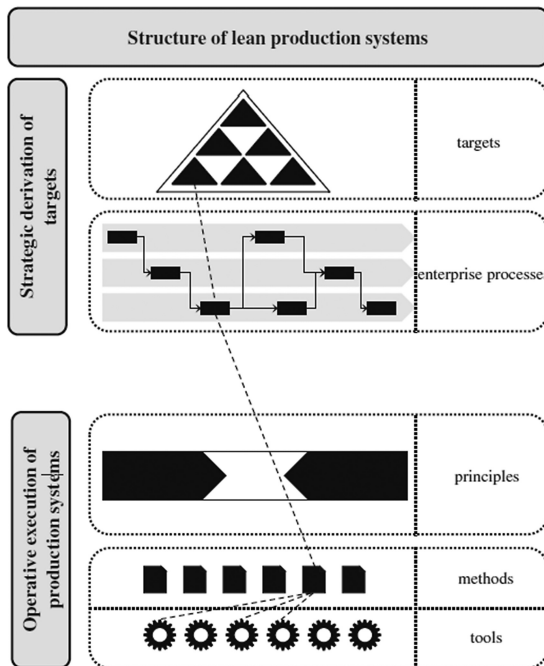 Structure of lean production systems
Strategic derivation of
targets
targets
enterprise processes
Operative execution of
production systems
principles
methods
tools